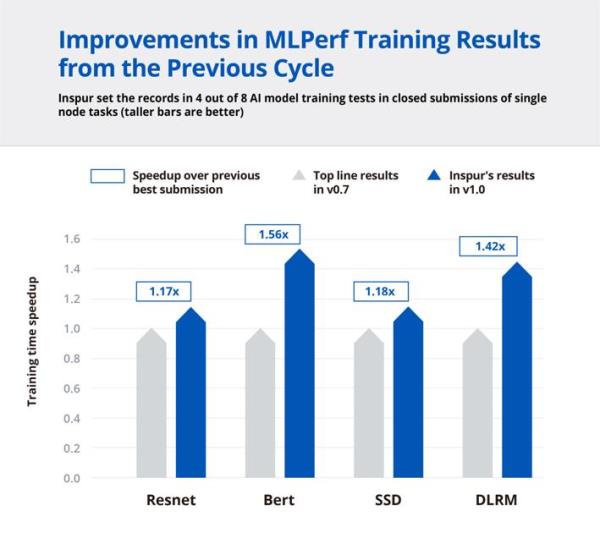 Improvements in MLPerf Training Results
from the Previous Cycle
Inspur set the records in 4 out of 8 AI model training tests in closed submissions of single
node tasks (taller bars are better)
Speedup over previous
best submission
Top line results
in v0.7
Inspur's results
in v1.0
Training time speedup
1.6
1.4
1.2
1.0
0.8
0.6
0.4
0.2
0.0
1.17x
1.56x
1.18x
1.42x
Resnet
Bert
SSD
DLRM